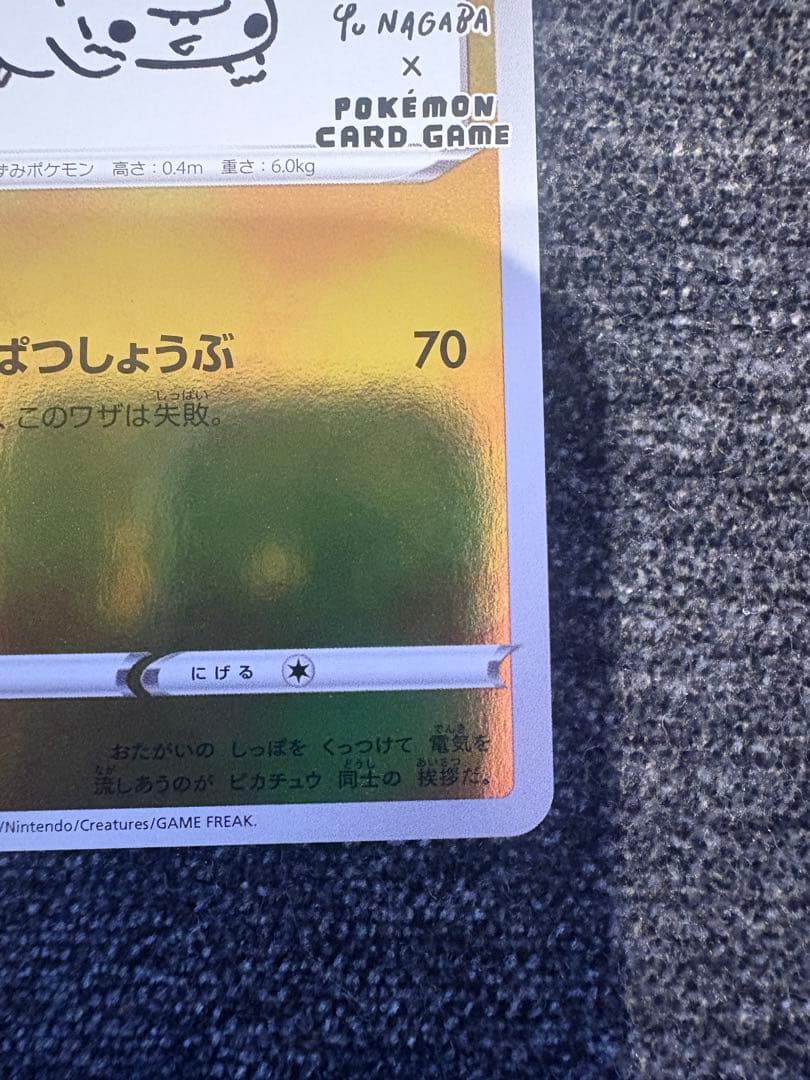 Yu NAGABA
×
POKÉMON
CARD GAME
ずみポケモン 高さ：0.4m 重さ：6.0kg
ぱつしょうぶ 70
しっぱい
、このワザは失敗。
にげる
でんき
おたがいの しっぽを くっつけて 電気を
なが どうし あいさつ
流しあうのが ピカチュウ 同士の 挨拶だ。
/Nintendo/Creatures/GAME FREAK.